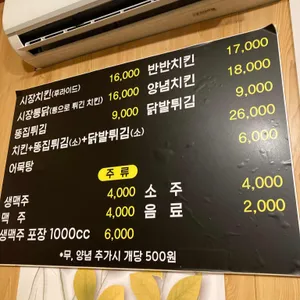 시장치킨(후라이드) 16,000 반반치킨 17,000
시장통닭(통으로 튀긴 치킨) 16,000 양념치킨 18,000
똥집튀김 9,000 닭발튀김 9,000
치킨+똥집튀김(소)+닭발튀김(소) 26,000
어묵탕 6,000
주 류
생맥주 4,000 소 주 4,000
맥 주 4,000 음 료 2,000
생맥주 포장 1000cc 6,000
*무, 양념 추가시 개당 500원